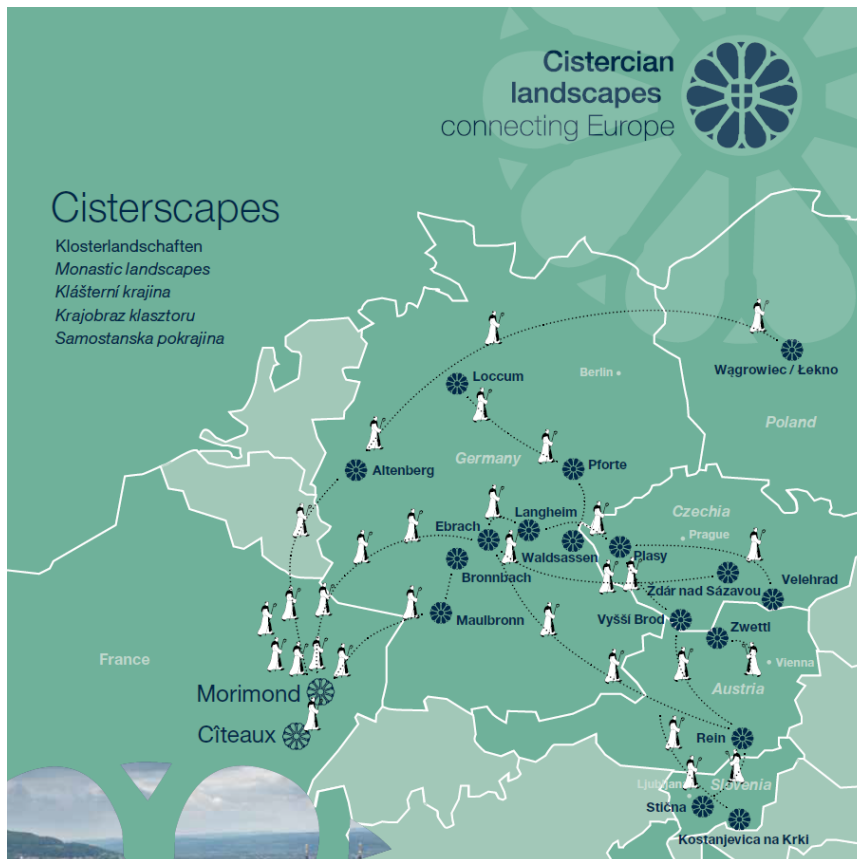 Cistercian
landscapes
connecting Europe
Cisterscapes
Klosterlandschaften
Monastic landscapes
Klášterní krajina
Krajobraz klasztoru
Samostanska pokrajina
Wągrowiec / Łekno
Loccum
Berlin
Poland
Altenberg
Germany
Pforte
Langheim
Ebrach
Czechia
Prague
Waldsassen
Plasy
Bronnbach
Ždár nad Sázavou
Velehrad
Maulbronn
Vyšší Brod
Zwettl
France
Vienna
Morimond
Austria
Cîteaux
Rein
Ljubljana
Slovenia
Stična
Kostanjevica na Krki